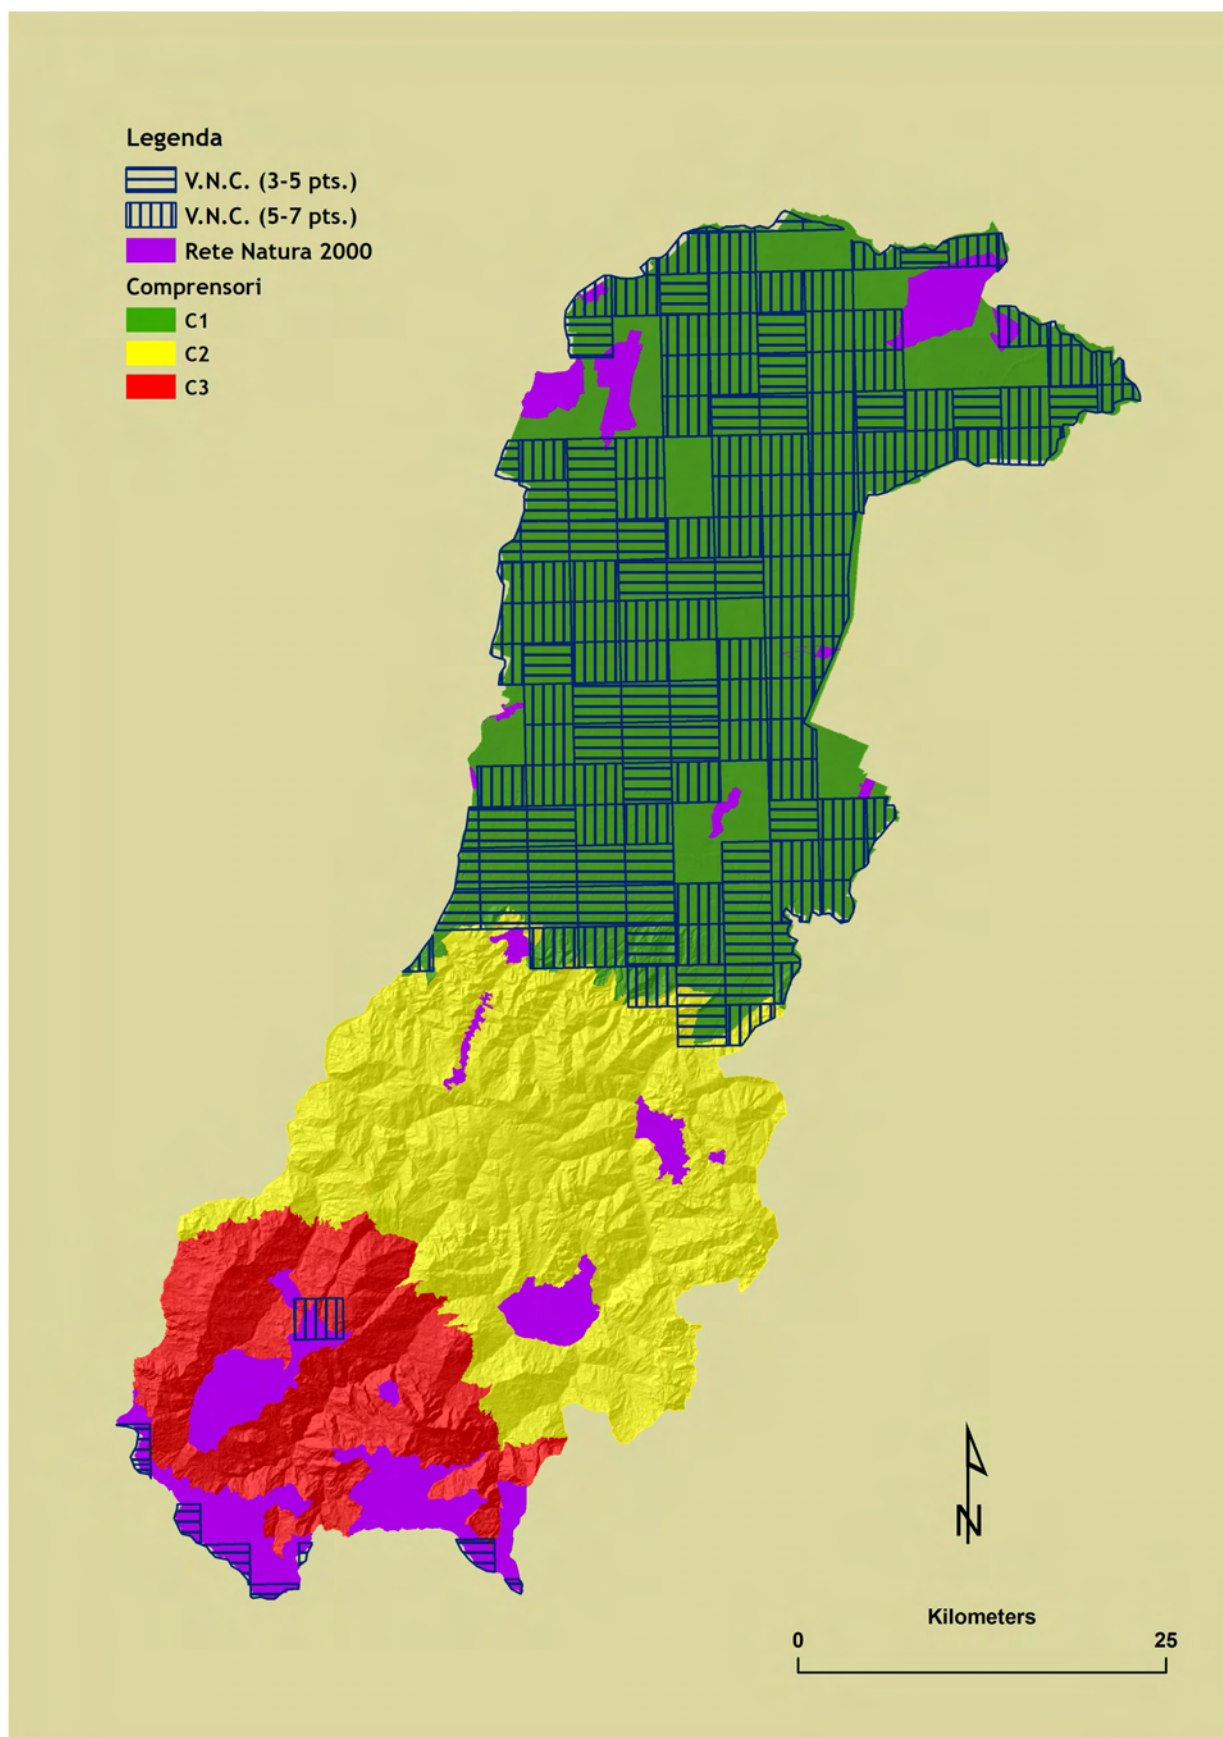 Legenda
V.N.C. (3-5 pts.)
V.N.C. (5-7 pts.)
Rete Natura 2000
Comprensori
C1
C2
C3
N
Kilometers
0 25